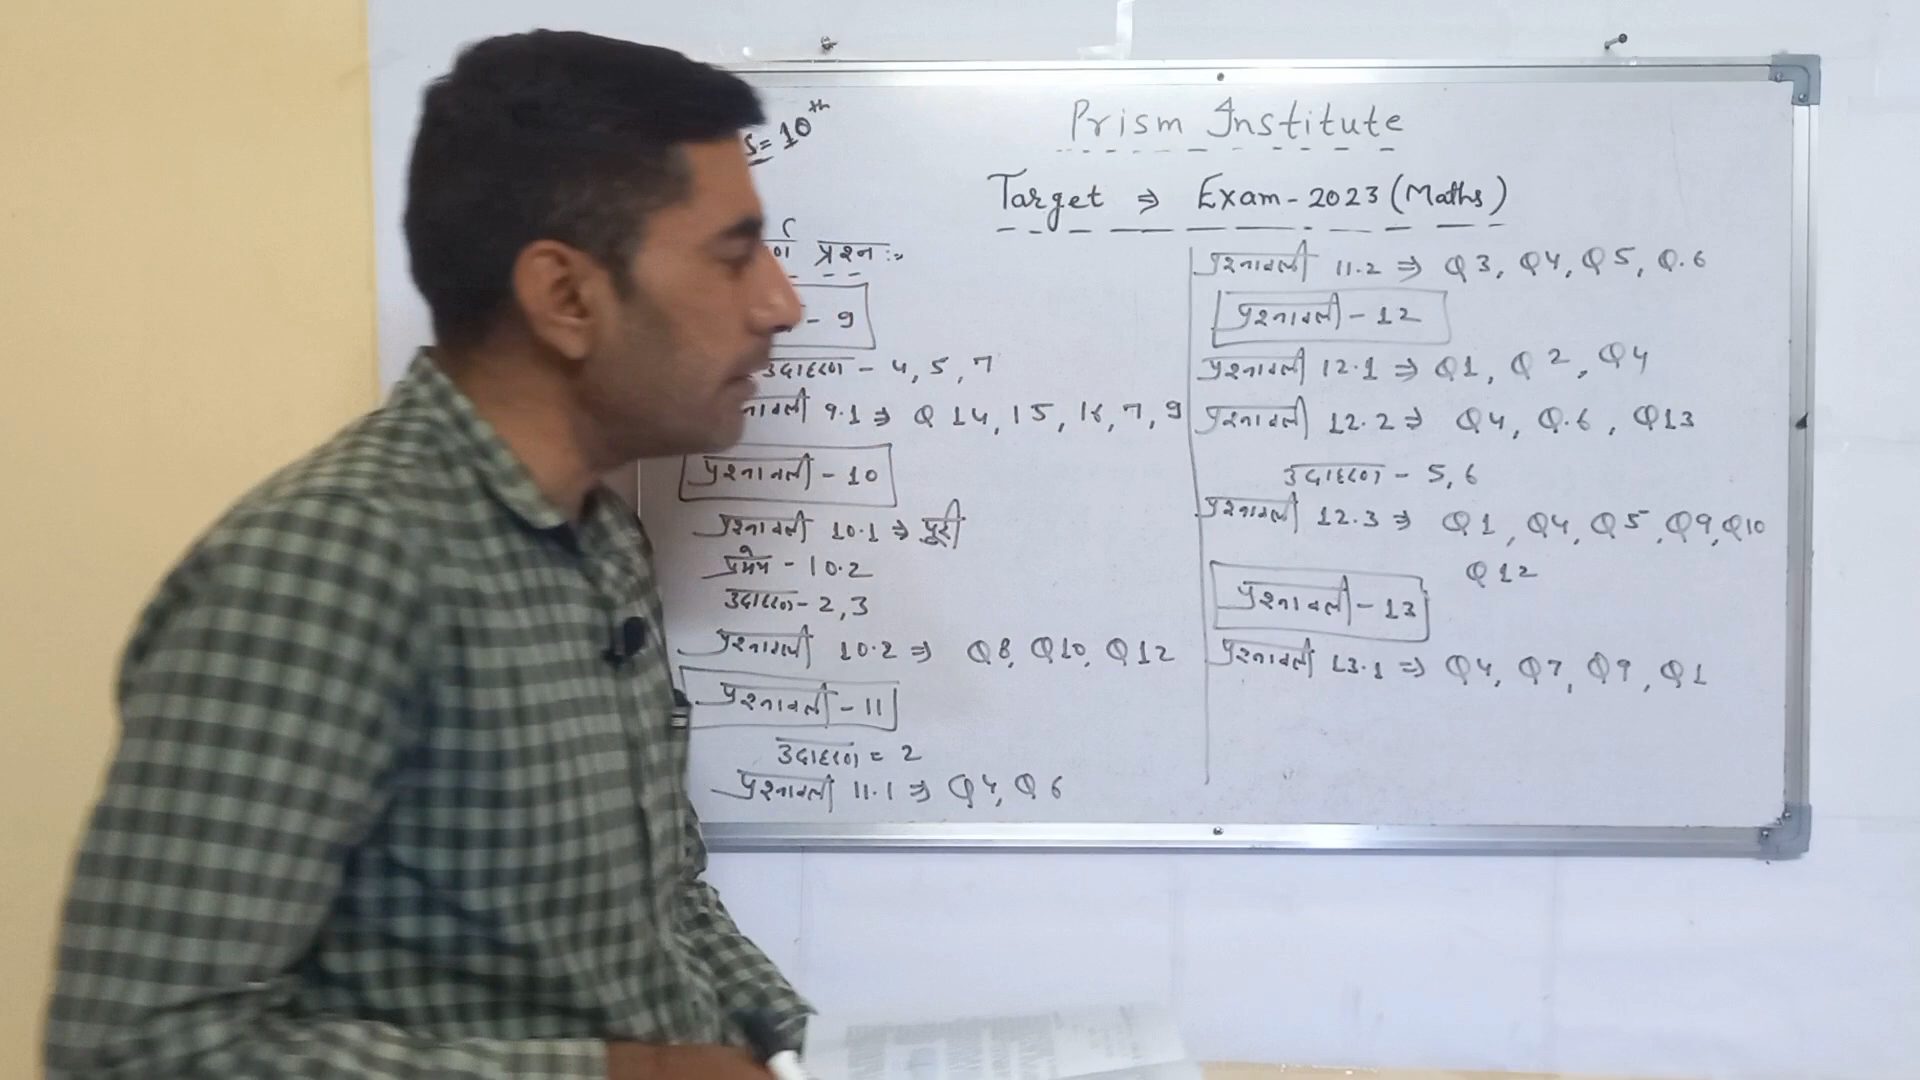 s = 10th
Prism Institute
Target ⇒ Exam - 2023 (Maths)
प्रश्न :-
- 9
उदाहरण - 4, 5, 7
9.1 ⇒ Q 14, 15, 16, 7, 9
प्रश्नावली - 10
प्रश्नावली 10.1 ⇒ पूरी
प्रमेय - 10.2
उदाहरण - 2, 3
प्रश्नावली 10.2 ⇒ Q8, Q10, Q12
प्रश्नावली - 11
उदाहरण = 2
प्रश्नावली 11.1 ⇒ Q4, Q6
प्रश्नावली 11.2 ⇒ Q3, Q4, Q5, Q.6
प्रश्नावली - 12
प्रश्नावली 12.1 ⇒ Q1, Q2, Q4
प्रश्नावली 12.2 ⇒ Q4, Q.6, Q13
उदाहरण - 5, 6
प्रश्नावली 12.3 ⇒ Q1, Q4, Q5, Q9, Q10
Q12
प्रश्नावली - 13
प्रश्नावली 13.1 ⇒ Q4, Q7, Q9, Q1